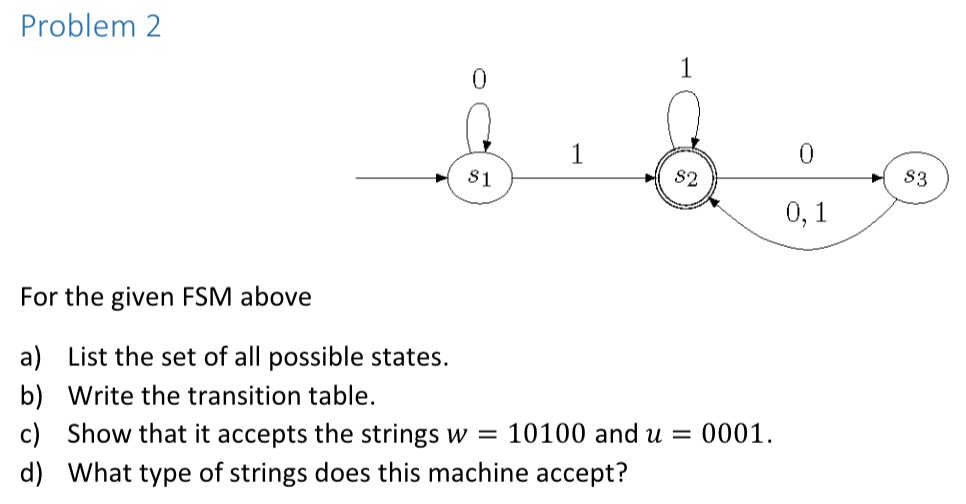 Problem 2
0
1
1
0
s1
s2
s3
0, 1
For the given FSM above
a) List the set of all possible states.
b) Write the transition table.
c) Show that it accepts the strings w = 10100 and u = 0001.
d) What type of strings does this machine accept?